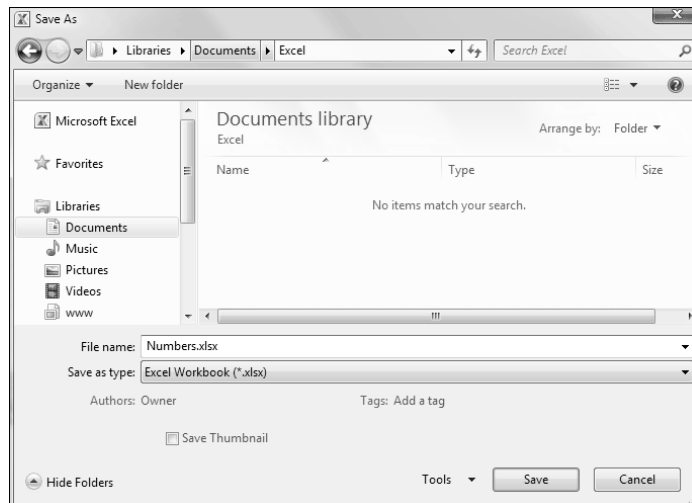 Save As
Libraries Documents Excel Search Excel
Organize New folder
Microsoft Excel
Favorites
Libraries
Documents
Music
Pictures
Videos
www
Documents library
Excel
Arrange by: Folder
Name Type Size
No items match your search.
File name: Numbers.xlsx
Save as type: Excel Workbook (*.xlsx)
Authors: Owner Tags: Add a tag
Save Thumbnail
Hide Folders Tools Save Cancel